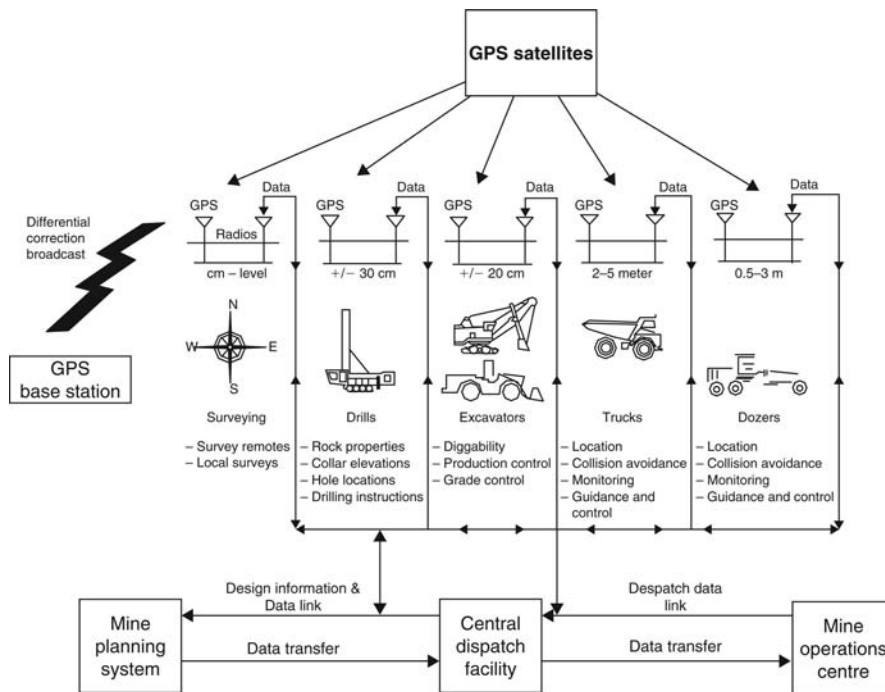 GPS satellites
Data
Data
Data
Data
Data
GPS
GPS
GPS
GPS
GPS
Differential
correction
broadcast
Radios
cm – level
+/− 30 cm
+/− 20 cm
2–5 meter
0.5–3 m
N
W
E
S
GPS
base station
Surveying
– Survey remotes
– Local surveys
Drills
– Rock properties
– Collar elevations
– Hole locations
– Drilling instructions
Excavators
– Diggability
– Production control
– Grade control
Trucks
– Location
– Collision avoidance
– Monitoring
– Guidance and
control
Dozers
– Location
– Collision avoidance
– Monitoring
– Guidance and control
Design information &
Data link
Despatch data
link
Mine
planning
system
Data transfer
Central
dispatch
facility
Data transfer
Mine
operations
centre